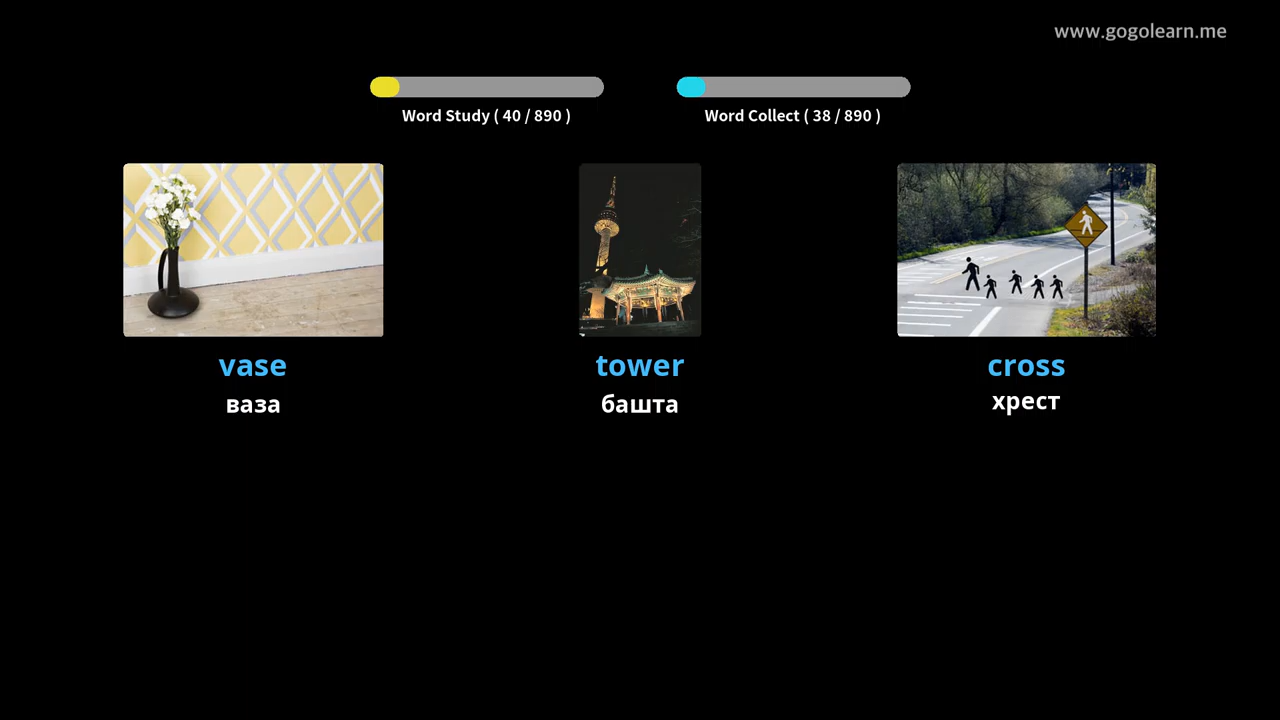 www.gogolearn.me
Word Study ( 40 / 890 )
Word Collect ( 38 / 890 )
vase
tower
cross
ваза
башта
хрест